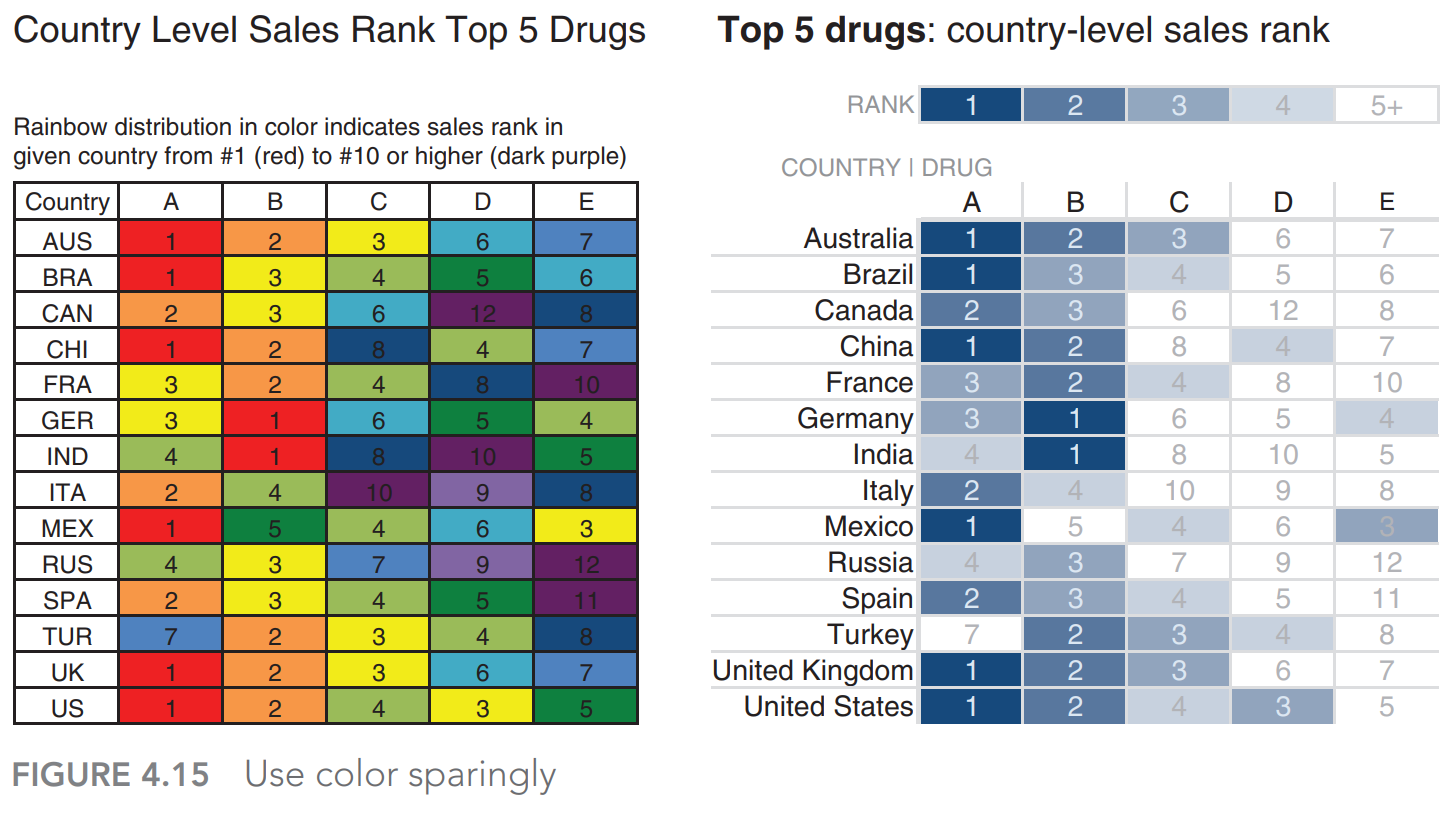 Country Level Sales Rank Top 5 Drugs
Rainbow distribution in color indicates sales rank in
given country from #1 (red) to #10 or higher (dark purple)
Country A B C D E
AUS 1 2 3 6 7
BRA 1 3 4 5 6
CAN 2 3 6 12 8
CHI 1 2 8 4 7
FRA 3 2 4 8 10
GER 3 1 6 5 4
IND 4 1 8 10 5
ITA 2 4 10 9 8
MEX 1 5 4 6 3
RUS 4 3 7 9 12
SPA 2 3 4 5 11
TUR 7 2 3 4 8
UK 1 2 3 6 7
US 1 2 4 3 5
Top 5 drugs: country-level sales rank
RANK 1 2 3 4 5+
COUNTRY | DRUG
A B C D E
Australia 1 2 3 6 7
Brazil 1 3 4 5 6
Canada 2 3 6 12 8
China 1 2 8 4 7
France 3 2 4 8 10
Germany 3 1 6 5 4
India 4 1 8 10 5
Italy 2 4 10 9 8
Mexico 1 5 4 6 3
Russia 4 3 7 9 12
Spain 2 3 4 5 11
Turkey 7 2 3 4 8
United Kingdom 1 2 3 6 7
United States 1 2 4 3 5
FIGURE 4.15 Use color sparingly